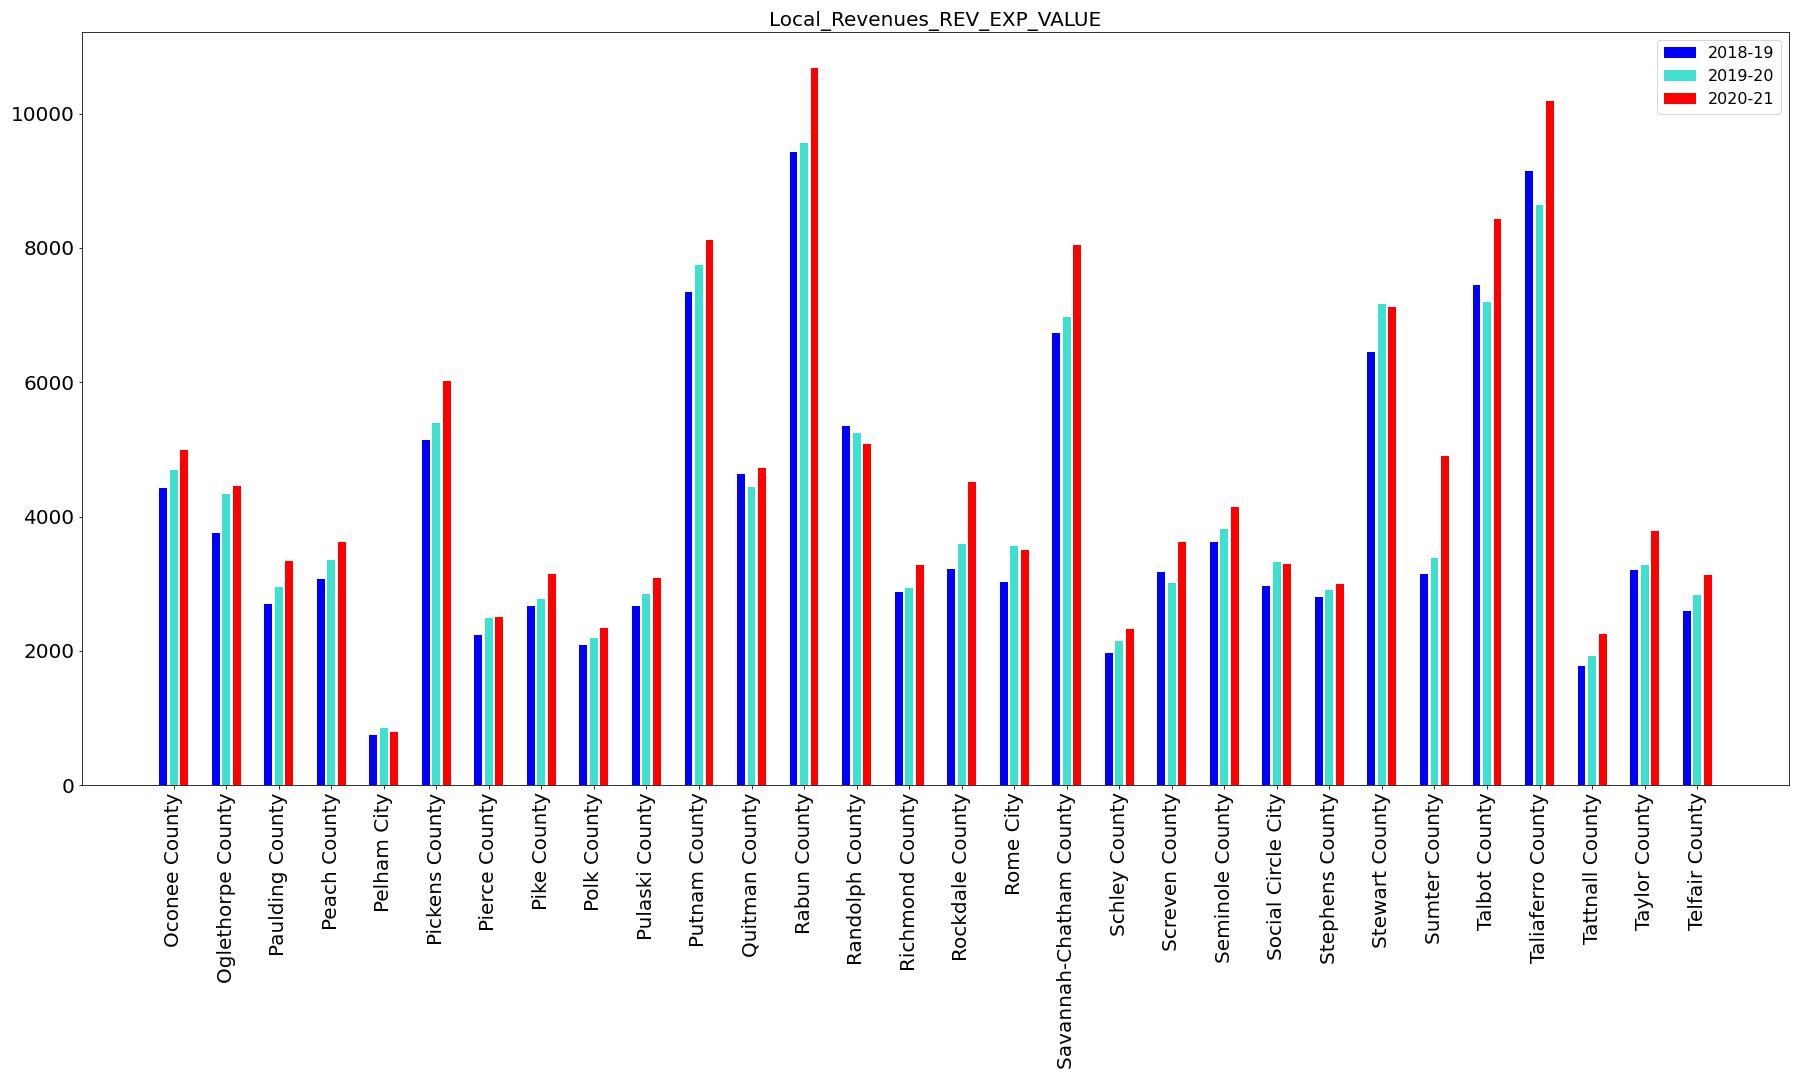 Local_Revenues_REV_EXP_VALUE
2018-19
2019-20
2020-21
10000
8000
6000
4000
2000
0
Oconee County
Oglethorpe County
Paulding County
Peach County
Pelham City
Pickens County
Pierce County
Pike County
Polk County
Pulaski County
Putnam County
Quitman County
Rabun County
Randolph County
Richmond County
Rockdale County
Rome City
Savannah-Chatham County
Schley County
Screven County
Seminole County
Social Circle City
Stephens County
Stewart County
Sumter County
Talbot County
Taliaferro County
Tattnall County
Taylor County
Telfair County